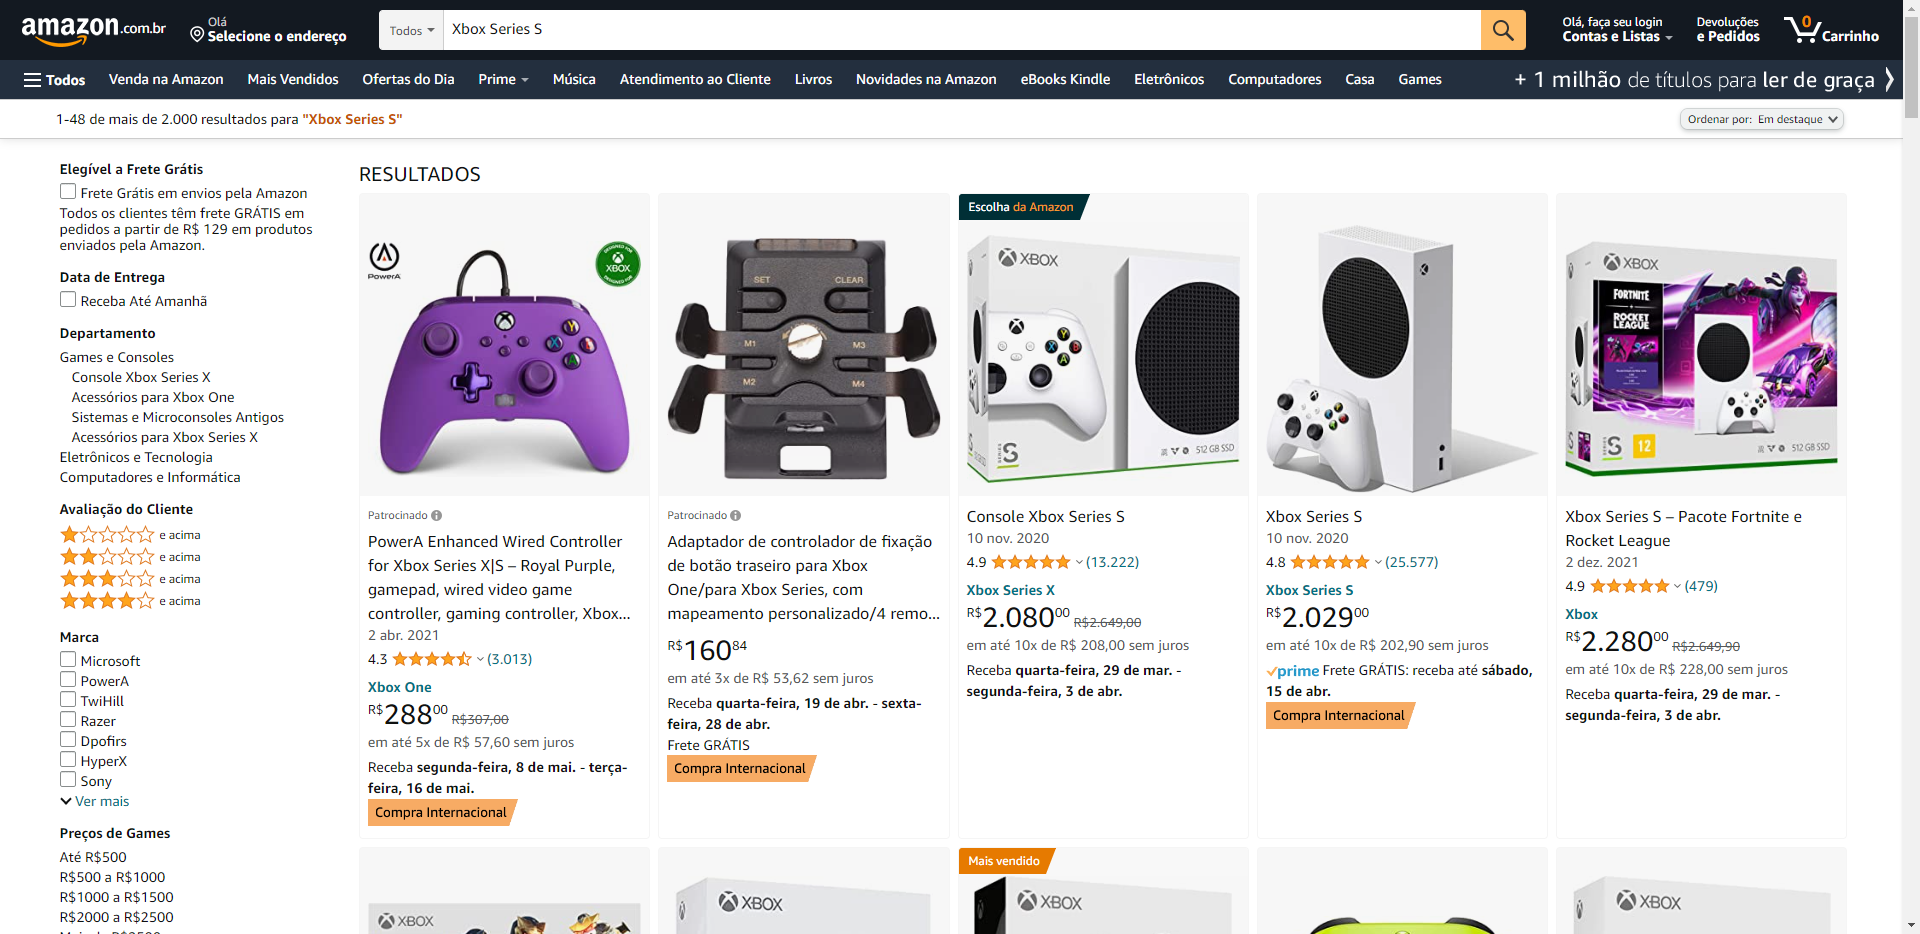 amazon.com.br
Olá
Selecione o endereço
Todos
Xbox Series S
Olá, faça seu login
Contas e Listas
Devoluções
e Pedidos
0
Carrinho
Todos
Venda na Amazon
Mais Vendidos
Ofertas do Dia
Prime
Música
Atendimento ao Cliente
Livros
Novidades na Amazon
eBooks Kindle
Eletrônicos
Computadores
Casa
Games
+ 1 milhão de títulos para ler de graça
1-48 de mais de 2.000 resultados para "Xbox Series S"
Ordenar por: Em destaque
Elegível a Frete Grátis
Frete Grátis em envios pela Amazon
Todos os clientes têm frete GRÁTIS em
pedidos a partir de R$ 129 em produtos
enviados pela Amazon.
Data de Entrega
Receba Até Amanhã
Departamento
Games e Consoles
Console Xbox Series X
Acessórios para Xbox One
Sistemas e Microconsoles Antigos
Acessórios para Xbox Series X
Eletrônicos e Tecnologia
Computadores e Informática
Avaliação do Cliente
e acima
e acima
e acima
e acima
Marca
Microsoft
PowerA
TwiHill
Razer
Dpofirs
HyperX
Sony
Ver mais
Preços de Games
Até R$500
R$500 a R$1000
R$1000 a R$1500
R$2000 a R$2500
RESULTADOS
PowerA
DESIGNED FOR
XBOX
Patrocinado
PowerA Enhanced Wired Controller
for Xbox Series X|S – Royal Purple,
gamepad, wired video game
controller, gaming controller, Xbox...
2 abr. 2021
4.3
(3.013)
Xbox One
R$28800 R$307,00
em até 5x de R$ 57,60 sem juros
Receba segunda-feira, 8 de mai. - terça-
feira, 16 de mai.
Compra Internacional
SET
CLEAR
M1
M3
M2
M4
Patrocinado
Adaptador de controlador de fixação
de botão traseiro para Xbox
One/para Xbox Series, com
mapeamento personalizado/4 remo...
R$16084
em até 3x de R$ 53,62 sem juros
Receba quarta-feira, 19 de abr. - sexta-
feira, 28 de abr.
Frete GRÁTIS
Compra Internacional
Escolha da Amazon
XBOX
Y
X
B
A
SERIES S
512 GB SSD
Console Xbox Series S
10 nov. 2020
4.9
(13.222)
Xbox Series X
R$2.08000 R$2.649,00
em até 10x de R$ 208,00 sem juros
Receba quarta-feira, 29 de mar. -
segunda-feira, 3 de abr.
Xbox Series S
10 nov. 2020
4.8
(25.577)
Xbox Series S
R$2.02900
em até 10x de R$ 202,90 sem juros
prime Frete GRÁTIS: receba até sábado,
15 de abr.
Compra Internacional
XBOX
FORTNITE
+
ROCKET
LEAGUE
SERIES S
12
512 GB SSD
Xbox Series S – Pacote Fortnite e
Rocket League
2 dez. 2021
4.9
(479)
Xbox
R$2.28000 R$2.649,90
em até 10x de R$ 228,00 sem juros
Receba quarta-feira, 29 de mar. -
segunda-feira, 3 de abr.
XBOX
XBOX
Mais vendido
XBOX
XBOX